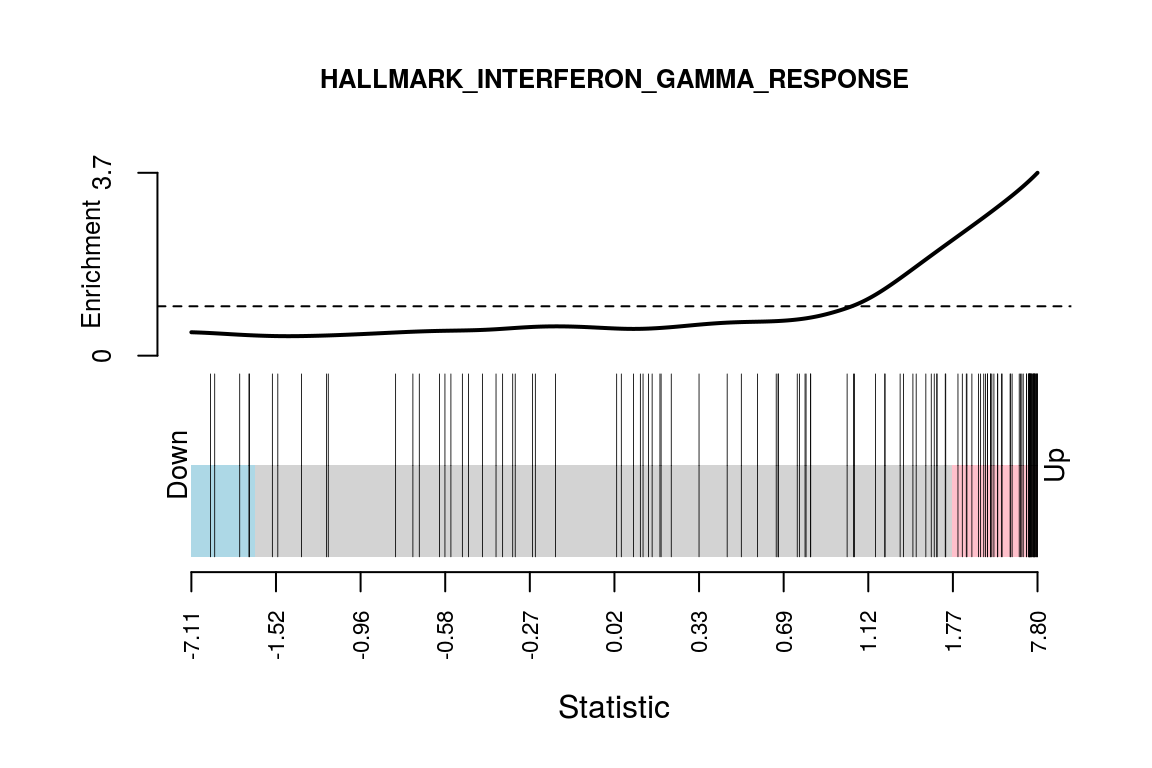 HALLMARK_INTERFERON_GAMMA_RESPONSE
Enrichment
3.7
0
Down
Up
-7.11
-1.52
-0.96
-0.58
-0.27
0.02
0.33
0.69
1.12
1.77
7.80
Statistic